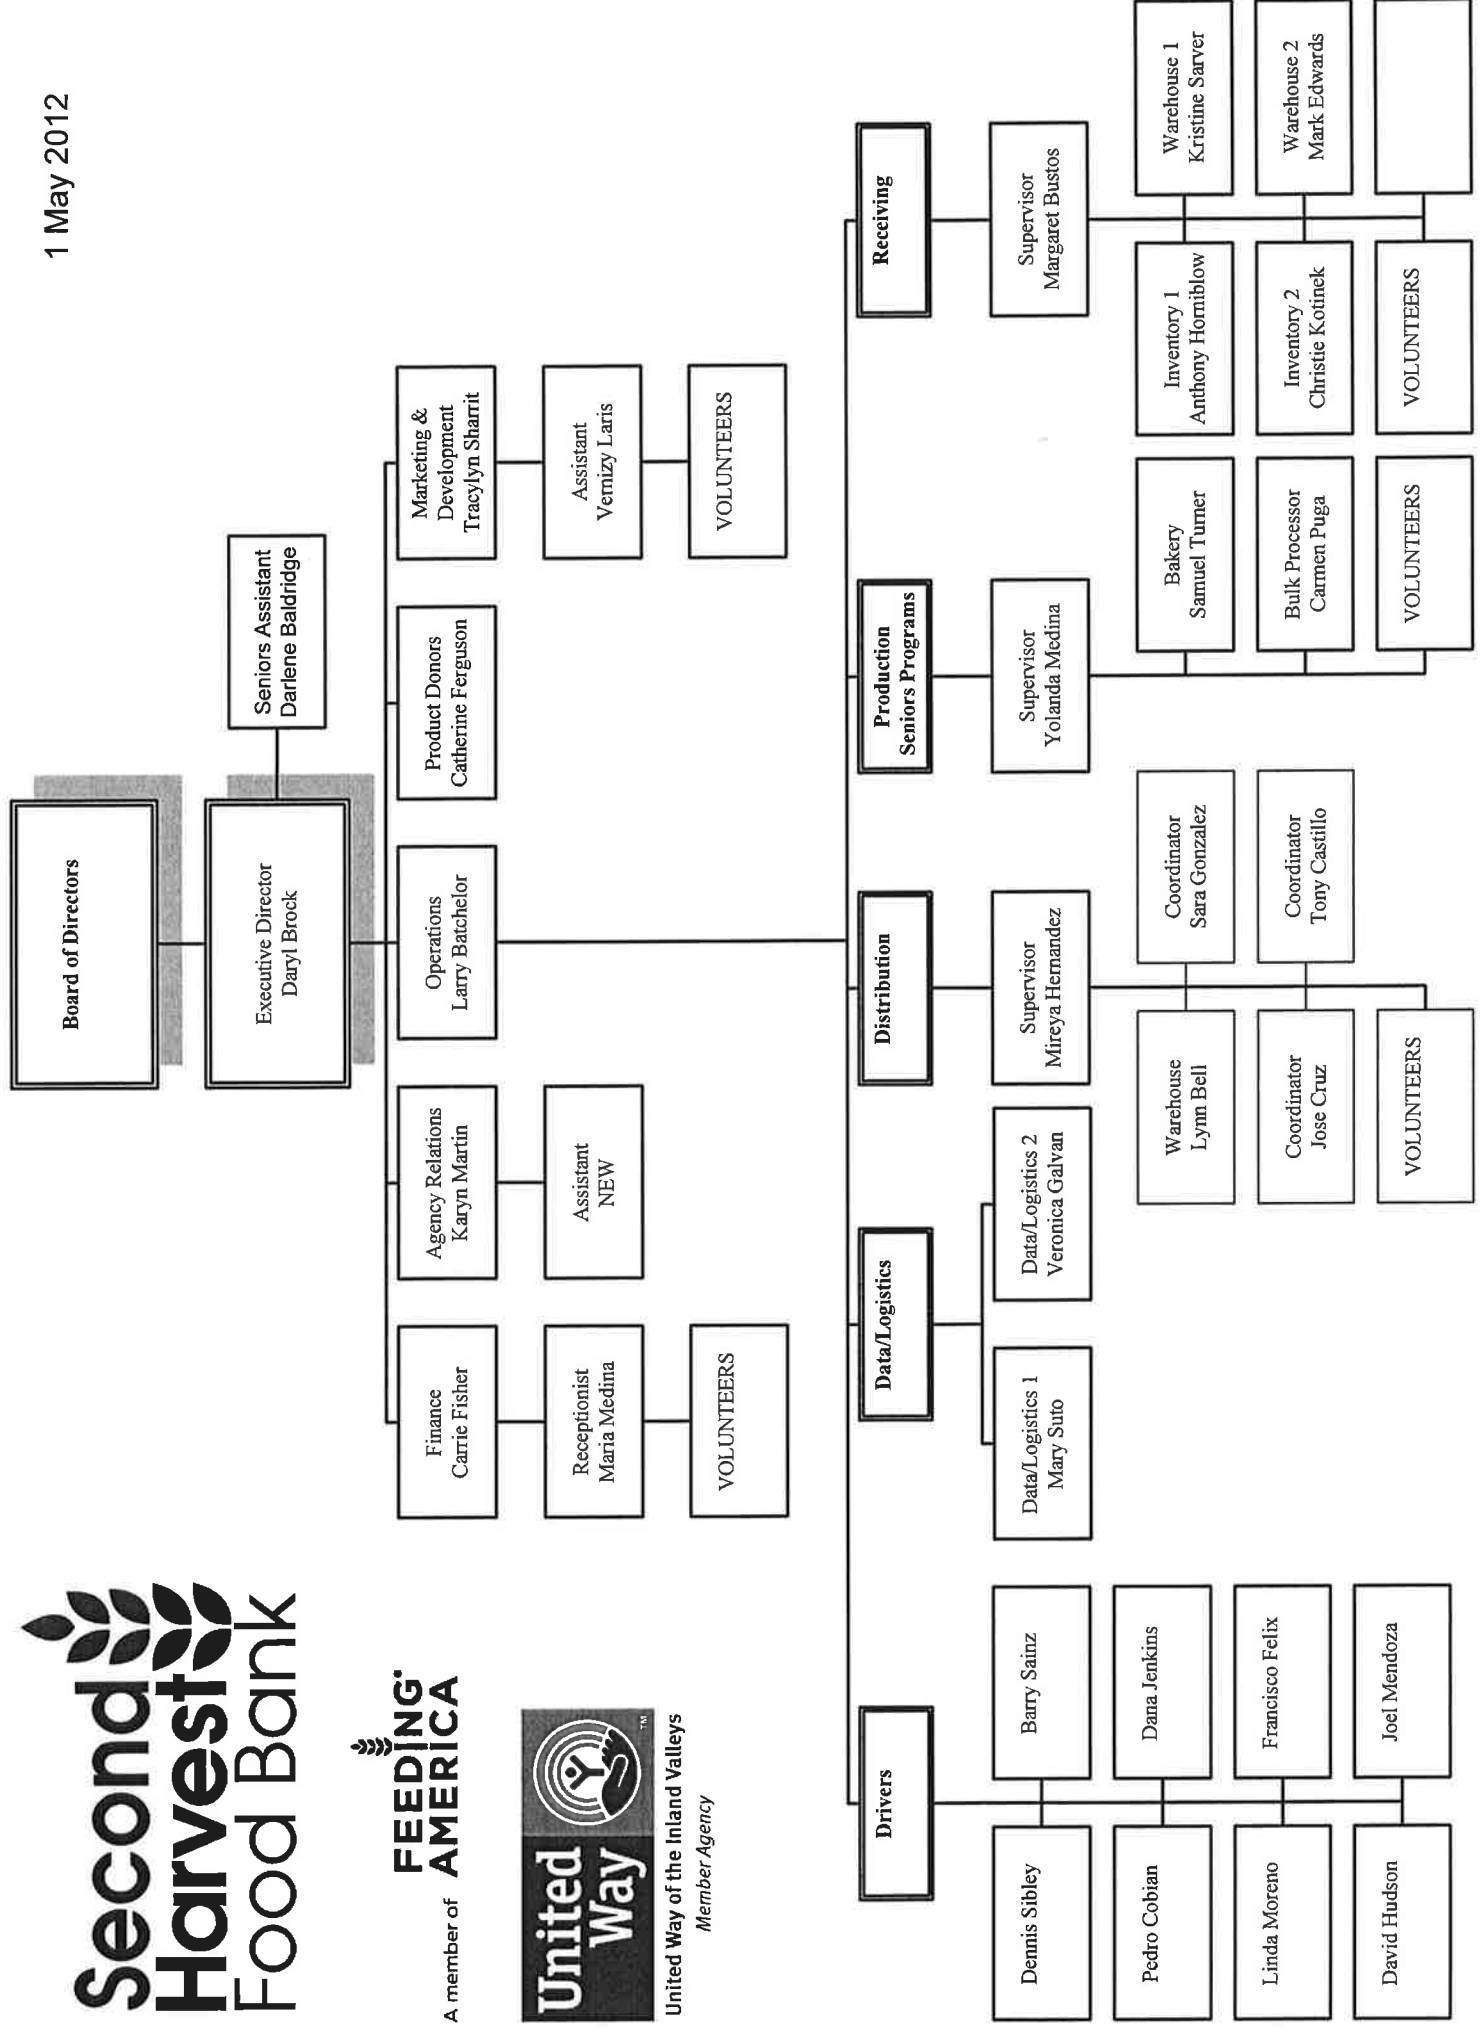 Second
Harvest
Food Bank
A member of
FEEDING
AMERICA
United
Way
TM
United Way of the Inland Valleys
Member Agency
1 May 2012
Board of Directors
Executive Director
Daryl Brock
Seniors Assistant
Darlene Baldridge
Finance
Carrie Fisher
Agency Relations
Karyn Martin
Operations
Larry Batchelor
Product Donors
Catherine Ferguson
Marketing &
Development
Tracylyn Sharrit
Receptionist
Maria Medina
Assistant
NEW
Assistant
Vernizy Laris
VOLUNTEERS
VOLUNTEERS
Drivers
Data/Logistics
Distribution
Production
Seniors Programs
Receiving
Dennis Sibley
Barry Sainz
Pedro Cobian
Dana Jenkins
Linda Moreno
Francisco Felix
David Hudson
Joel Mendoza
Data/Logistics 1
Mary Suto
Data/Logistics 2
Veronica Galvan
Supervisor
Mireya Hernandez
Warehouse
Lynn Bell
Coordinator
Sara Gonzalez
Coordinator
Jose Cruz
Coordinator
Tony Castillo
VOLUNTEERS
Supervisor
Yolanda Medina
Bakery
Samuel Turner
Bulk Processor
Carmen Puga
VOLUNTEERS
Supervisor
Margaret Bustos
Inventory 1
Anthony Horniblow
Warehouse 1
Kristine Sarver
Inventory 2
Christie Kotinek
Warehouse 2
Mark Edwards
VOLUNTEERS